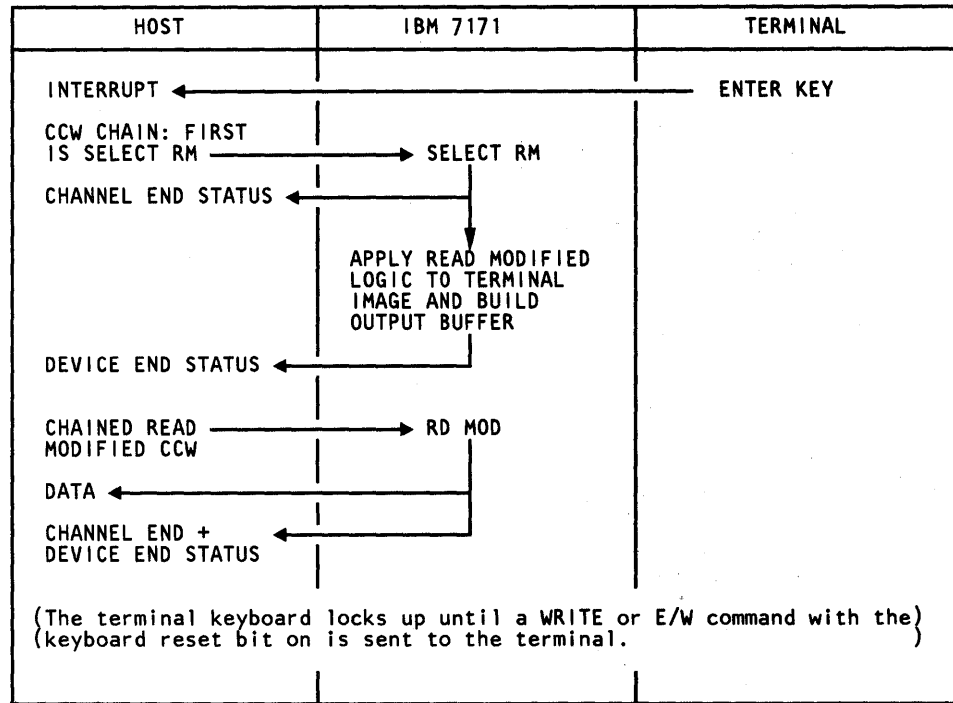 HOST IBM 7171 TERMINAL
INTERRUPT ENTER KEY
CCW CHAIN: FIRST
IS SELECT RM SELECT RM
CHANNEL END STATUS
APPLY READ MODIFIED
LOGIC TO TERMINAL
IMAGE AND BUILD
OUTPUT BUFFER
DEVICE END STATUS
CHAINED READ RD MOD
MODIFIED CCW
DATA
CHANNEL END +
DEVICE END STATUS
(The terminal keyboard locks up until a WRITE or E/W command with the)
(keyboard reset bit on is sent to the terminal. )